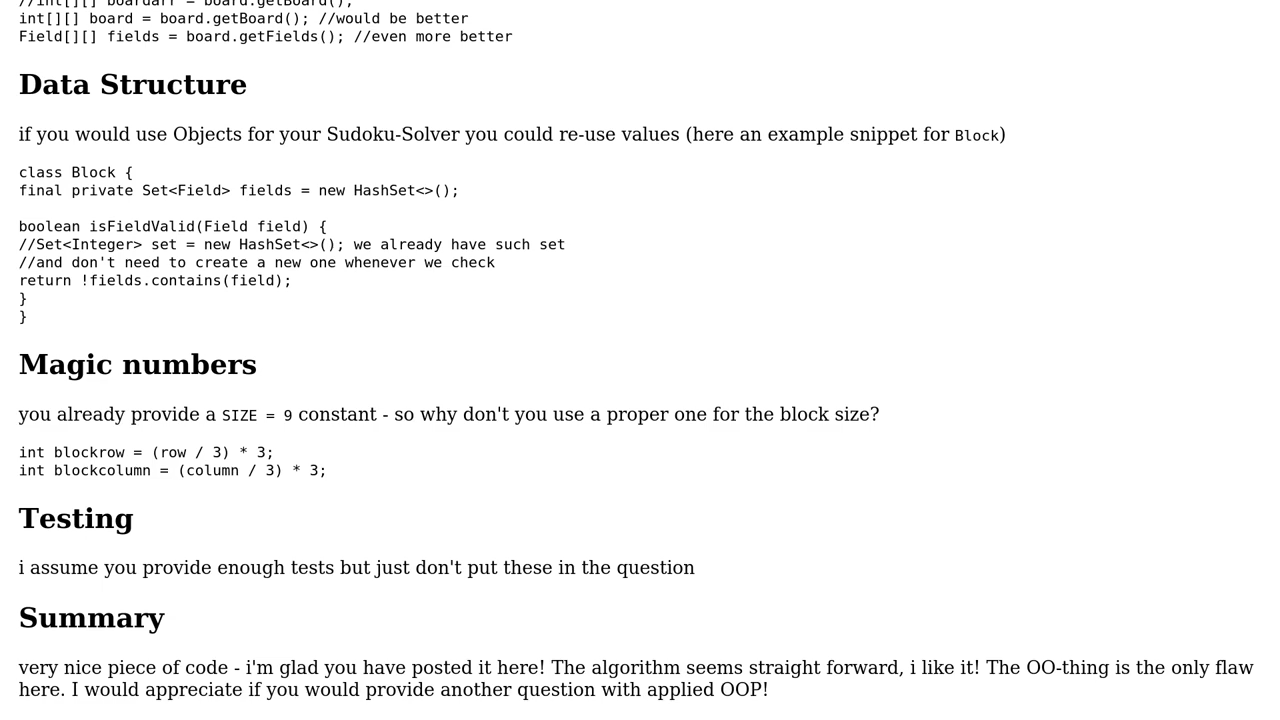 //int[][] boardarr = board.getBoard();
int[][] board = board.getBoard(); //would be better
Field[][] fields = board.getFields(); //even more better
Data Structure
if you would use Objects for your Sudoku-Solver you could re-use values (here an example snippet for Block)
class Block {
final private Set<Field> fields = new HashSet<>();
boolean isFieldValid(Field field) {
//Set<Integer> set = new HashSet<>(); we already have such set
//and don't need to create a new one whenever we check
return !fields.contains(field);
}
}
Magic numbers
you already provide a SIZE = 9 constant - so why don't you use a proper one for the block size?
int blockrow = (row / 3) * 3;
int blockcolumn = (column / 3) * 3;
Testing
i assume you provide enough tests but just don't put these in the question
Summary
very nice piece of code - i'm glad you have posted it here! The algorithm seems straight forward, i like it! The OO-thing is the only flaw
here. I would appreciate if you would provide another question with applied OOP!